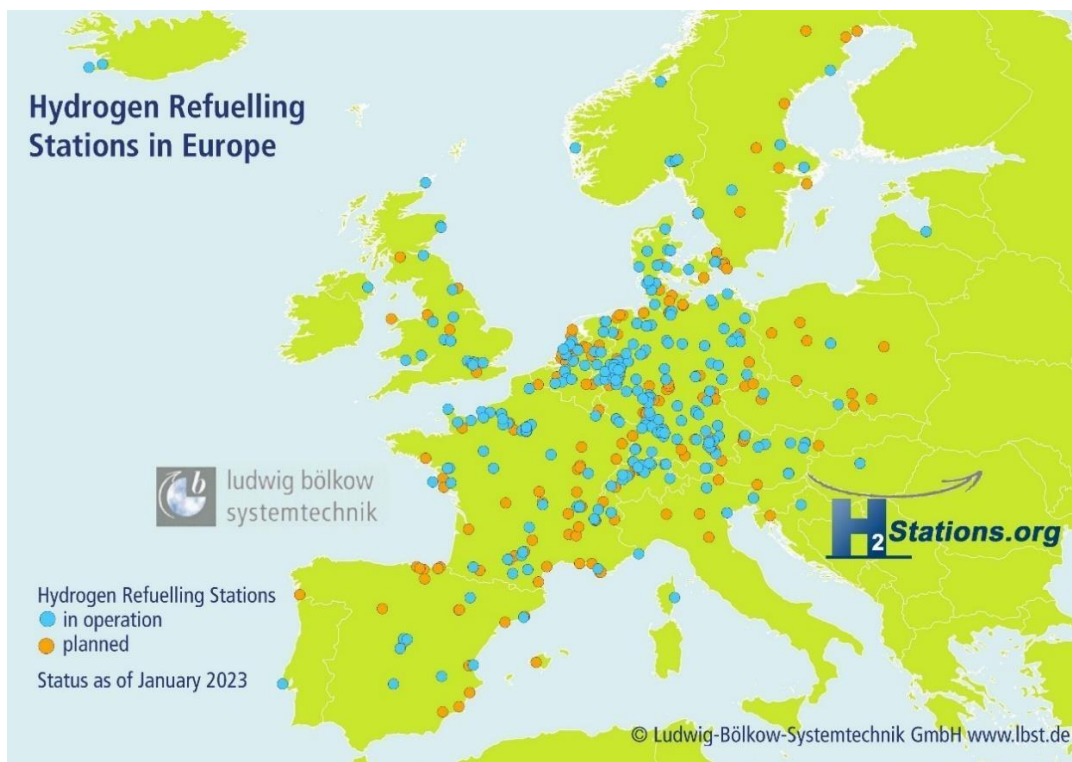 Hydrogen Refuelling
Stations in Europe
b
ludwig bölkow
systemtechnik
H2Stations.org
Hydrogen Refuelling Stations
in operation
planned
Status as of January 2023
© Ludwig-Bölkow-Systemtechnik GmbH www.lbst.de